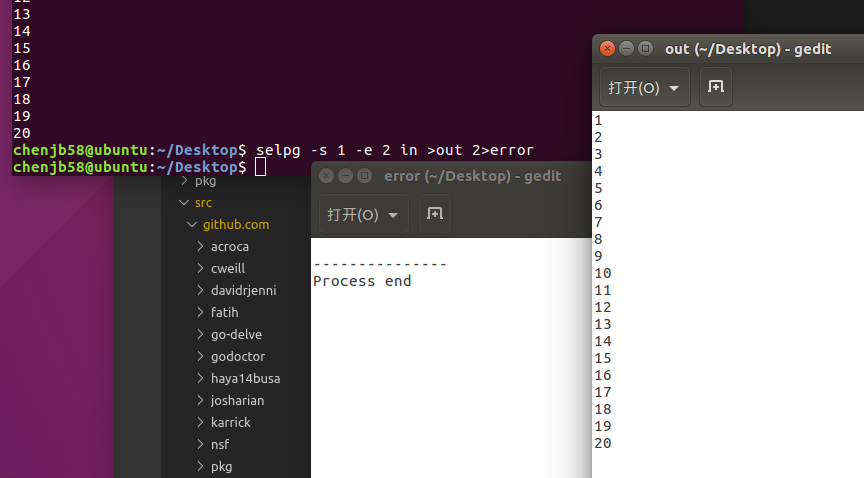 13
14
15
16
17
18
19
20
chenjb58@ubuntu:~/Desktop$ selpg -s 1 -e 2 in >out 2>error
chenjb58@ubuntu:~/Desktop$
pkg
src
github.com
acroca
cweill
davidrjenni
fatih
go-delve
godoctor
haya14busa
josharian
karrick
nsf
pkg
error (~/Desktop) - gedit
打开(O)
---------------
Process end
out (~/Desktop) - gedit
打开(O)
1
2
3
4
5
6
7
8
9
10
11
12
13
14
15
16
17
18
19
20